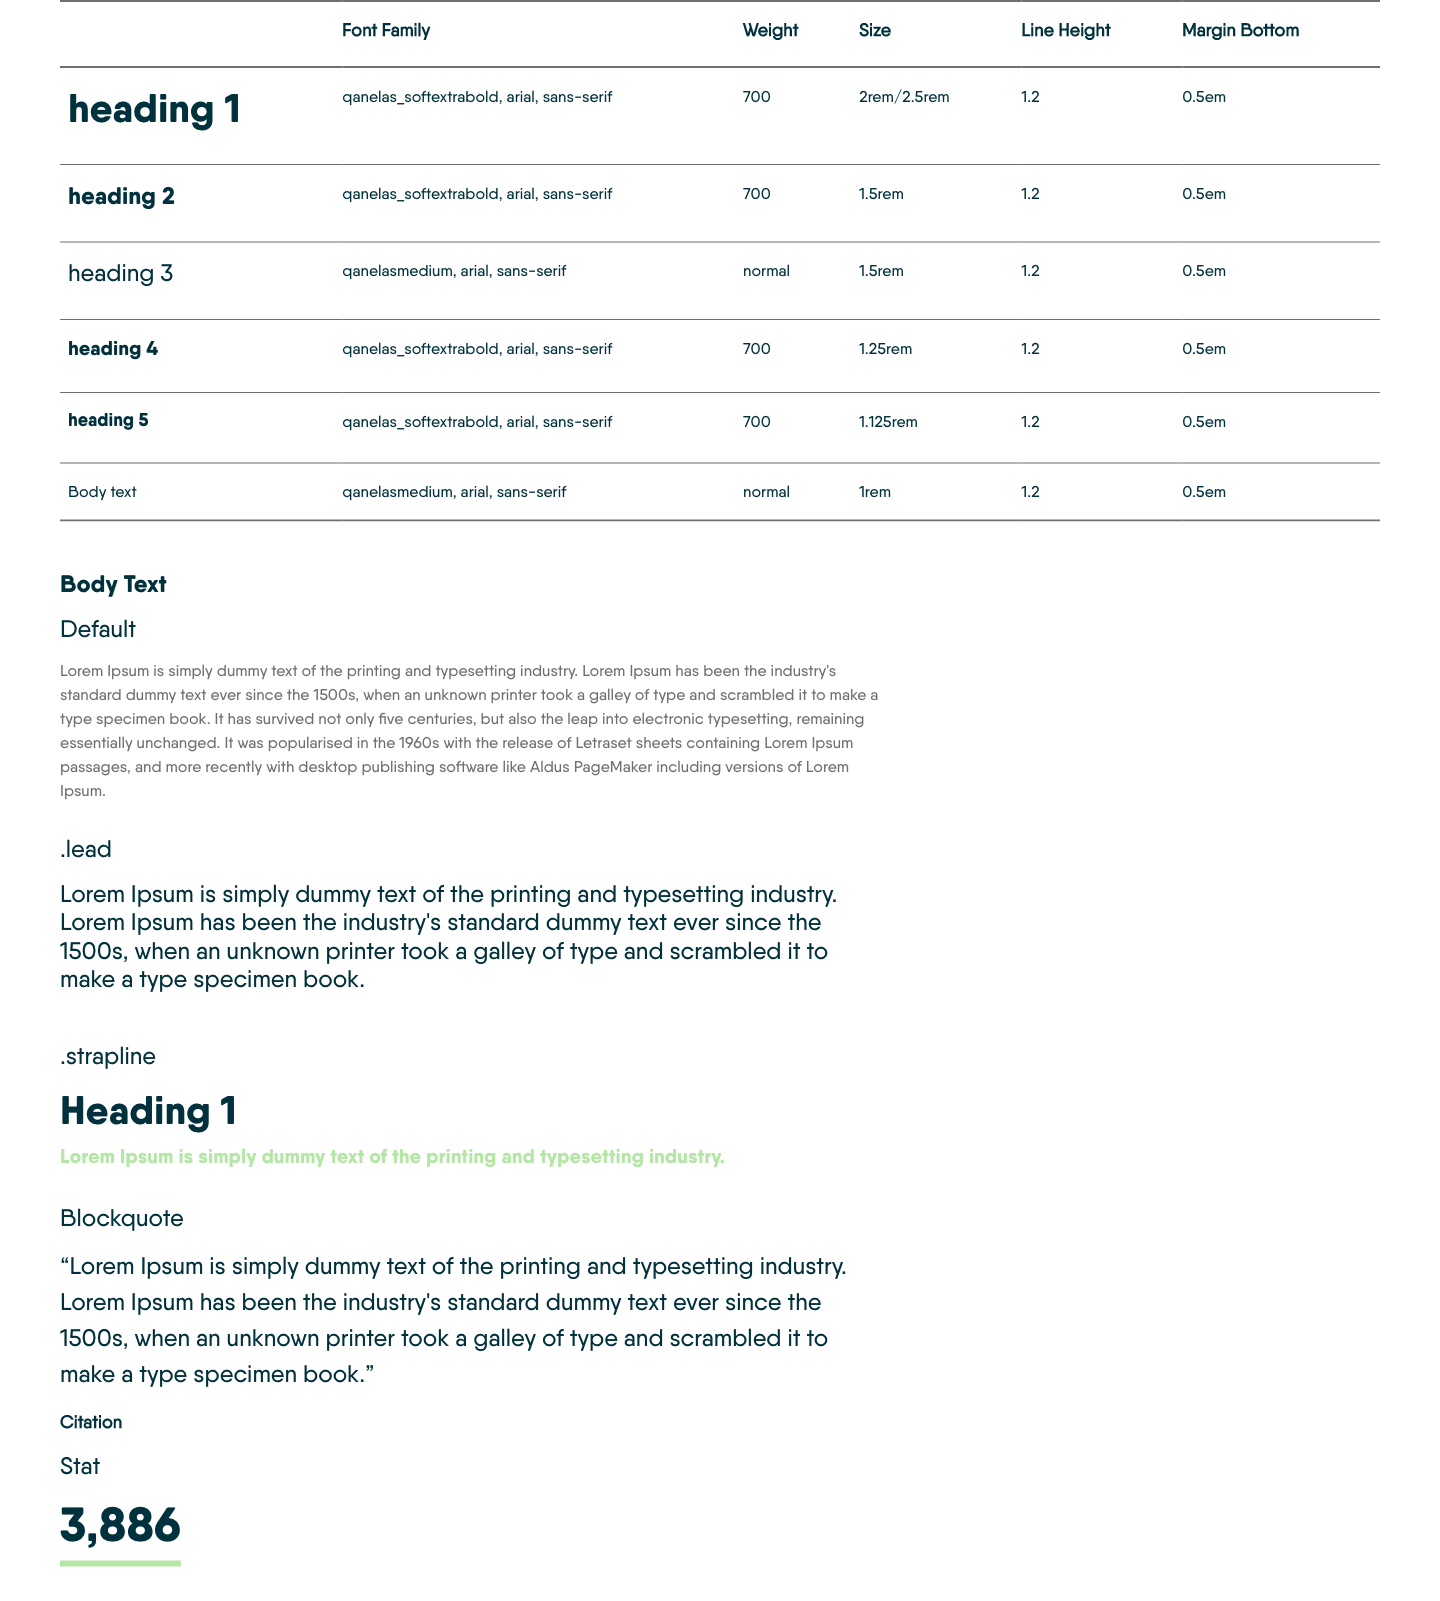 Font Family Weight Size Line Height Margin Bottom
heading 1 qanelas_softextrabold, arial, sans-serif 700 2rem/2.5rem 1.2 0.5em
heading 2 qanelas_softextrabold, arial, sans-serif 700 1.5rem 1.2 0.5em
heading 3 qanelasmedium, arial, sans-serif normal 1.5rem 1.2 0.5em
heading 4 qanelas_softextrabold, arial, sans-serif 700 1.25rem 1.2 0.5em
heading 5 qanelas_softextrabold, arial, sans-serif 700 1.125rem 1.2 0.5em
Body text qanelasmedium, arial, sans-serif normal 1rem 1.2 0.5em
Body Text
Default
Lorem Ipsum is simply dummy text of the printing and typesetting industry. Lorem Ipsum has been the industry's
standard dummy text ever since the 1500s, when an unknown printer took a galley of type and scrambled it to make a
type specimen book. It has survived not only five centuries, but also the leap into electronic typesetting, remaining
essentially unchanged. It was popularised in the 1960s with the release of Letraset sheets containing Lorem Ipsum
passages, and more recently with desktop publishing software like Aldus PageMaker including versions of Lorem
Ipsum.
.lead
Lorem Ipsum is simply dummy text of the printing and typesetting industry.
Lorem Ipsum has been the industry's standard dummy text ever since the
1500s, when an unknown printer took a galley of type and scrambled it to
make a type specimen book.
.strapline
Heading 1
Lorem Ipsum is simply dummy text of the printing and typesetting industry.
Blockquote
“Lorem Ipsum is simply dummy text of the printing and typesetting industry.
Lorem Ipsum has been the industry's standard dummy text ever since the
1500s, when an unknown printer took a galley of type and scrambled it to
make a type specimen book.”
Citation
Stat
3,886